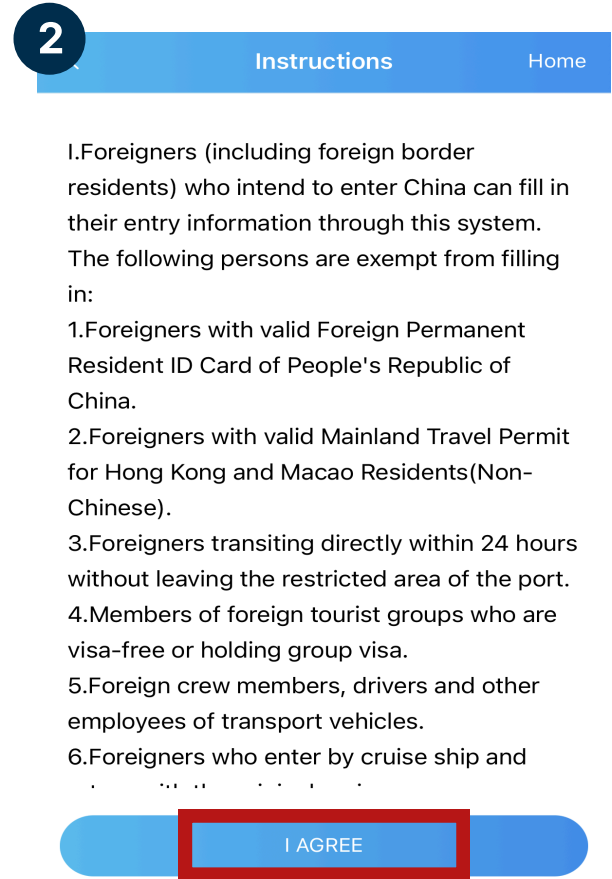 2
Instructions
Home
I.Foreigners (including foreign border
residents) who intend to enter China can fill in
their entry information through this system.
The following persons are exempt from filling
in:
1.Foreigners with valid Foreign Permanent
Resident ID Card of People's Republic of
China.
2.Foreigners with valid Mainland Travel Permit
for Hong Kong and Macao Residents(Non-
Chinese).
3.Foreigners transiting directly within 24 hours
without leaving the restricted area of the port.
4.Members of foreign tourist groups who are
visa-free or holding group visa.
5.Foreign crew members, drivers and other
employees of transport vehicles.
6.Foreigners who enter by cruise ship and
I AGREE